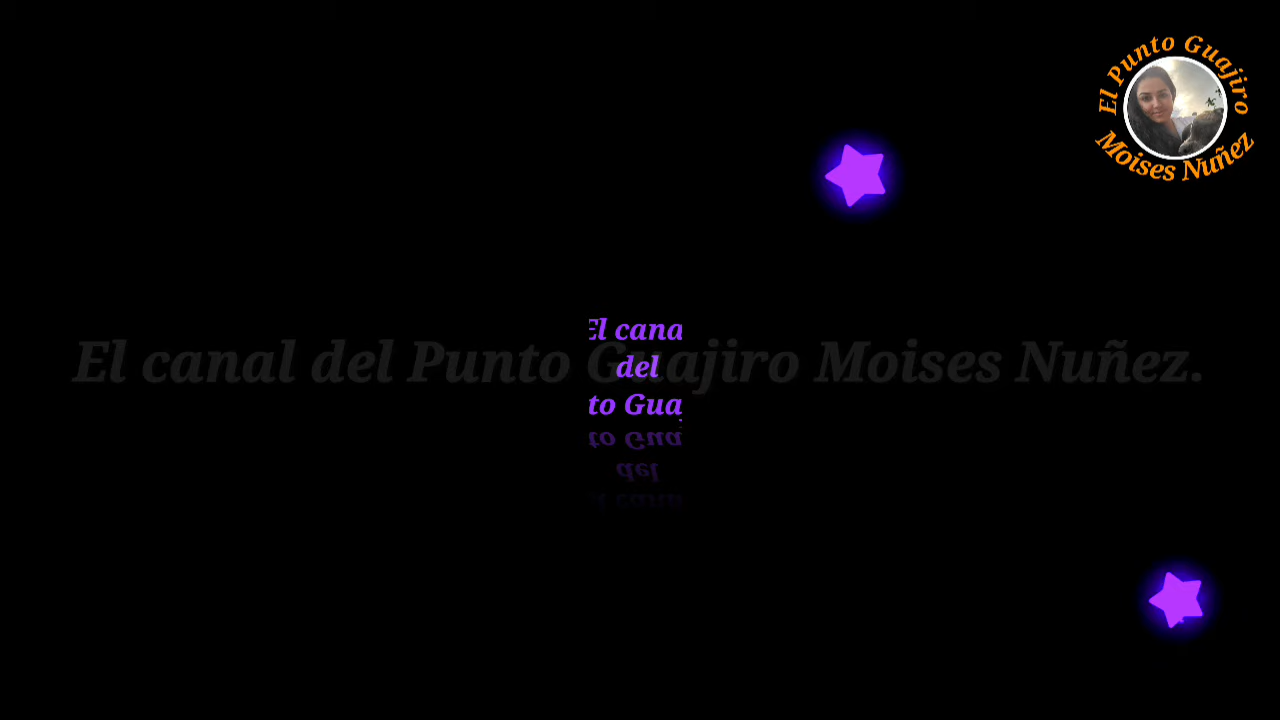 El Punto Guajiro
Moises Nuñez
El canal del Punto Guajiro Moises Nuñez.
El cana
del
to Gua